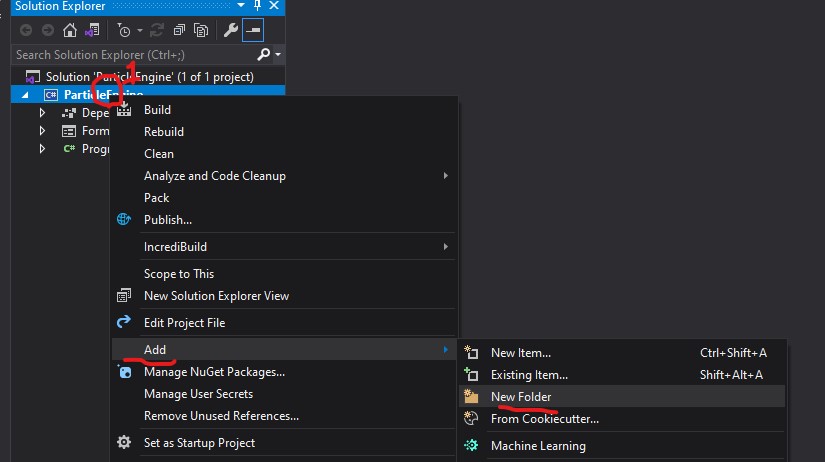 Solution Explorer
Search Solution Explorer (Ctrl+;)
Solution 'ParticleEngine' (1 of 1 project)
1
C# ParticleEngine
Depe
Form
C# Progr
Build
Rebuild
Clean
Analyze and Code Cleanup
Pack
Publish...
IncrediBuild
Scope to This
New Solution Explorer View
Edit Project File
Add
Manage NuGet Packages...
Manage User Secrets
Remove Unused References...
Set as Startup Project
New Item... Ctrl+Shift+A
Existing Item... Shift+Alt+A
New Folder
From Cookiecutter...
Machine Learning